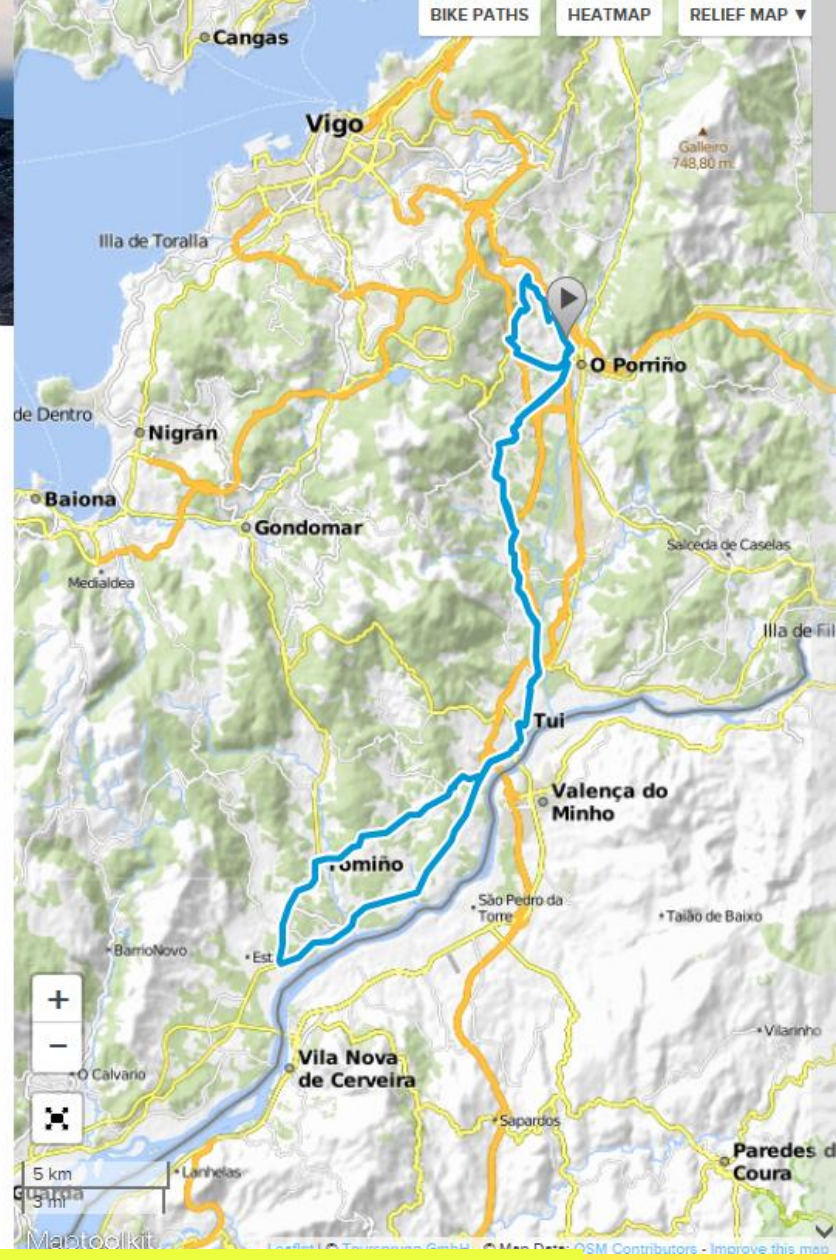 BIKE PATHS
HEATMAP
RELIEF MAP ▼
Cangas
Vigo
Galleiro
748,80 m.
Illa de Toralla
O Porriño
de Dentro
Nigrán
Baiona
Gondomar
Medialdea
Salceda de Caselas
Illa de Fil
Tui
Valença do
Minho
omiño
São Pedro da
Torre
Taião de Baixo
BarrioNovo
Est
+
−
Vilarinho
Vila Nova
de Cerveira
O Calvario
Sapardos
Paredes d
Coura
5 km
3 mi
Lanhelas
Guarda
Maptoolkit
Leaflet | © Toursprung GmbH © Map Data: OSM Contributors - Improve this map